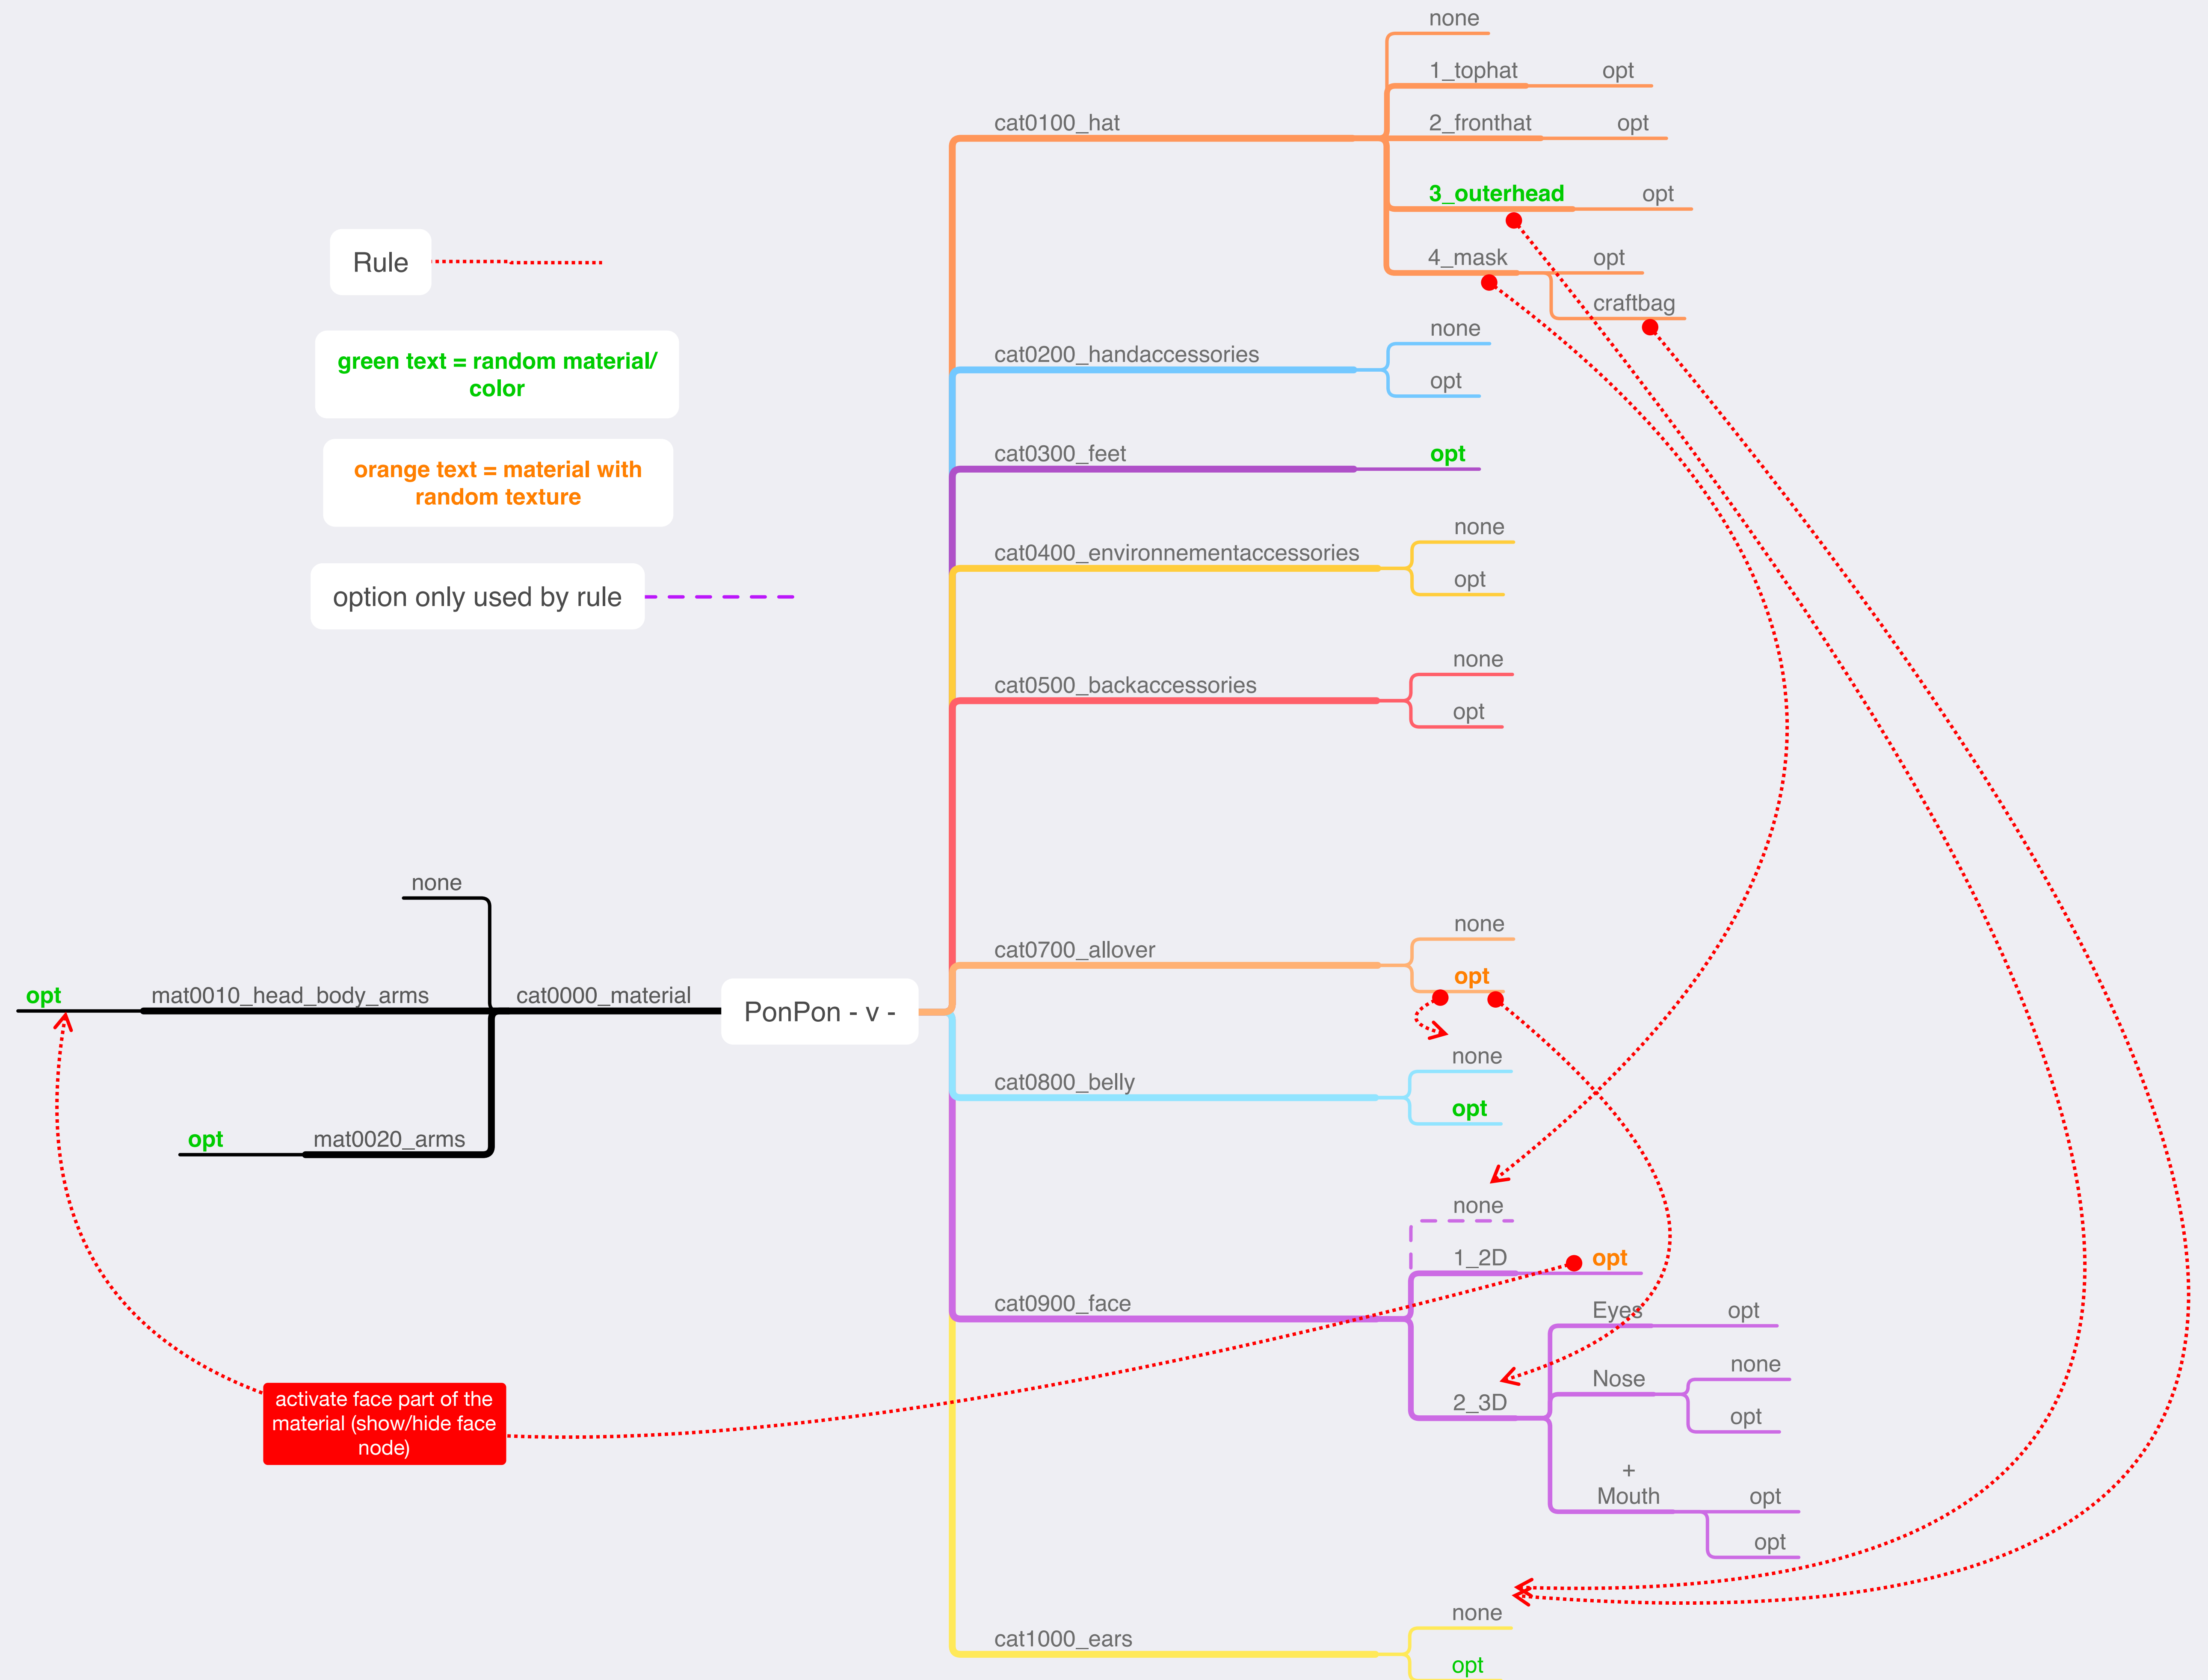 Rule
green text = random material/
color
orange text = material with
random texture
option only used by rule
none
opt
mat0010_head_body_arms
cat0000_material
opt
mat0020_arms
PonPon - v -
activate face part of the
material (show/hide face
node)
cat0100_hat
none
1_tophat
opt
2_fronthat
opt
3_outerhead
opt
4_mask
opt
craftbag
cat0200_handaccessories
none
opt
cat0300_feet
opt
cat0400_environnementaccessories
none
opt
cat0500_backaccessories
none
opt
cat0700_allover
none
opt
cat0800_belly
none
opt
cat0900_face
none
1_2D
opt
2_3D
Eyes
opt
Nose
none
opt
+
Mouth
opt
opt
cat1000_ears
none
opt